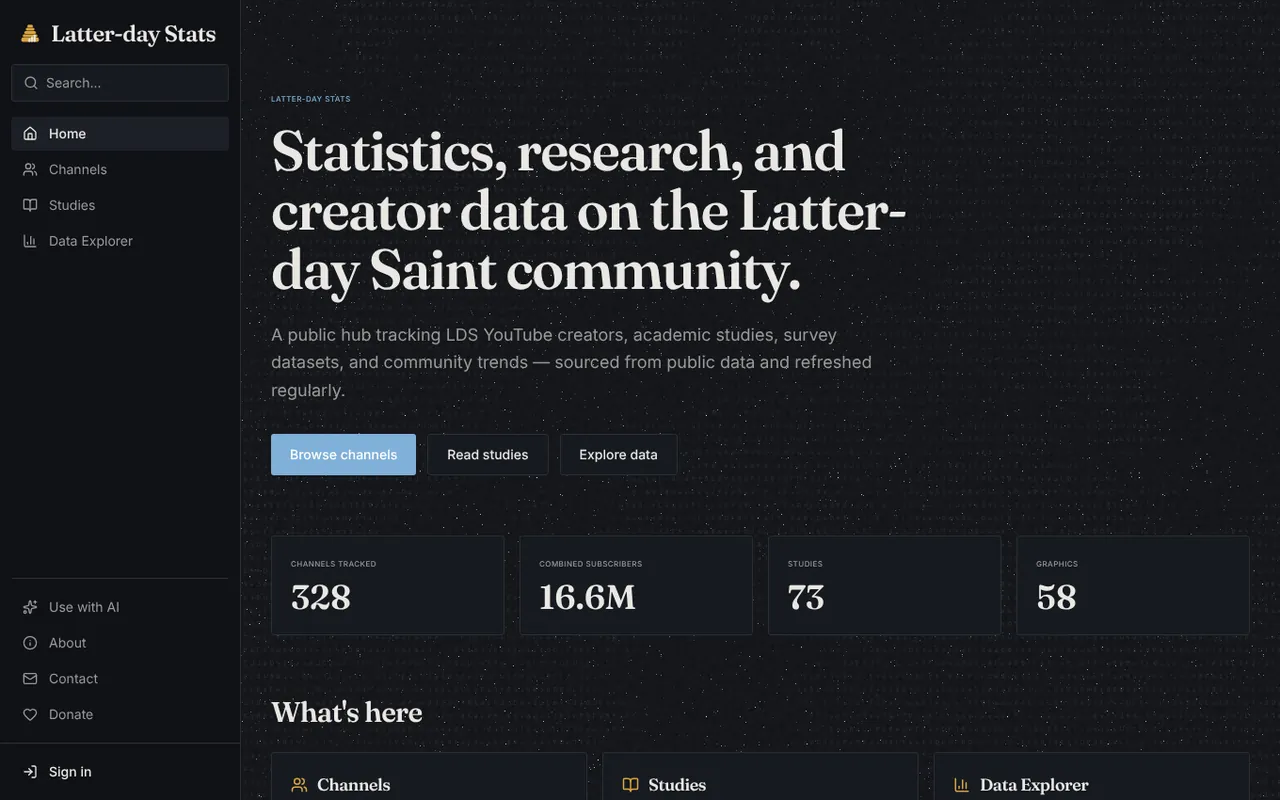 Latter-day Stats
Search...
Home
Channels
Studies
Data Explorer
Use with AI
About
Contact
Donate
Sign in
LATTER-DAY STATS
Statistics, research, and
creator data on the Latter-
day Saint community.
A public hub tracking LDS YouTube creators, academic studies, survey
datasets, and community trends — sourced from public data and refreshed
regularly.
Browse channels
Read studies
Explore data
CHANNELS TRACKED
328
COMBINED SUBSCRIBERS
16.6M
STUDIES
73
GRAPHICS
58
What's here
Channels
Studies
Data Explorer